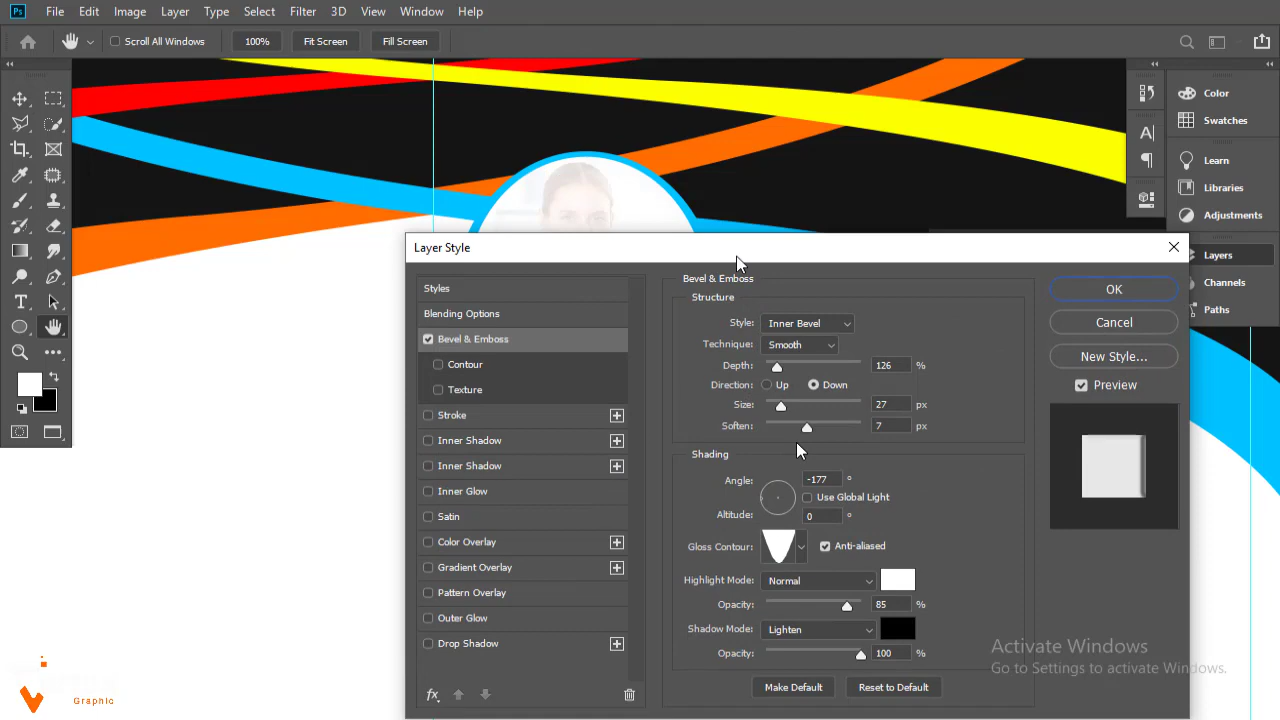 Ps File Edit Image Layer Type Select Filter 3D View Window Help
Scroll All Windows 100% Fit Screen Fill Screen
Color
Swatches
Learn
Libraries
Adjustments
Layers
Channels
Paths
Layer Style
Styles
Blending Options
Bevel & Emboss
Contour
Texture
Stroke
Inner Shadow
Inner Shadow
Inner Glow
Satin
Color Overlay
Gradient Overlay
Pattern Overlay
Outer Glow
Drop Shadow
fx
Bevel & Emboss
Structure
Style: Inner Bevel
Technique: Smooth
Depth: 126 %
Direction: Up Down
Size: 27 px
Soften: 7 px
Shading
Angle: -177 °
Use Global Light
Altitude: 0 °
Gloss Contour: Anti-aliased
Highlight Mode: Normal
Opacity: 85 %
Shadow Mode: Lighten
Opacity: 100 %
Make Default Reset to Default
OK
Cancel
New Style...
Preview
Activate Windows
Go to Settings to activate Windows.
Graphic